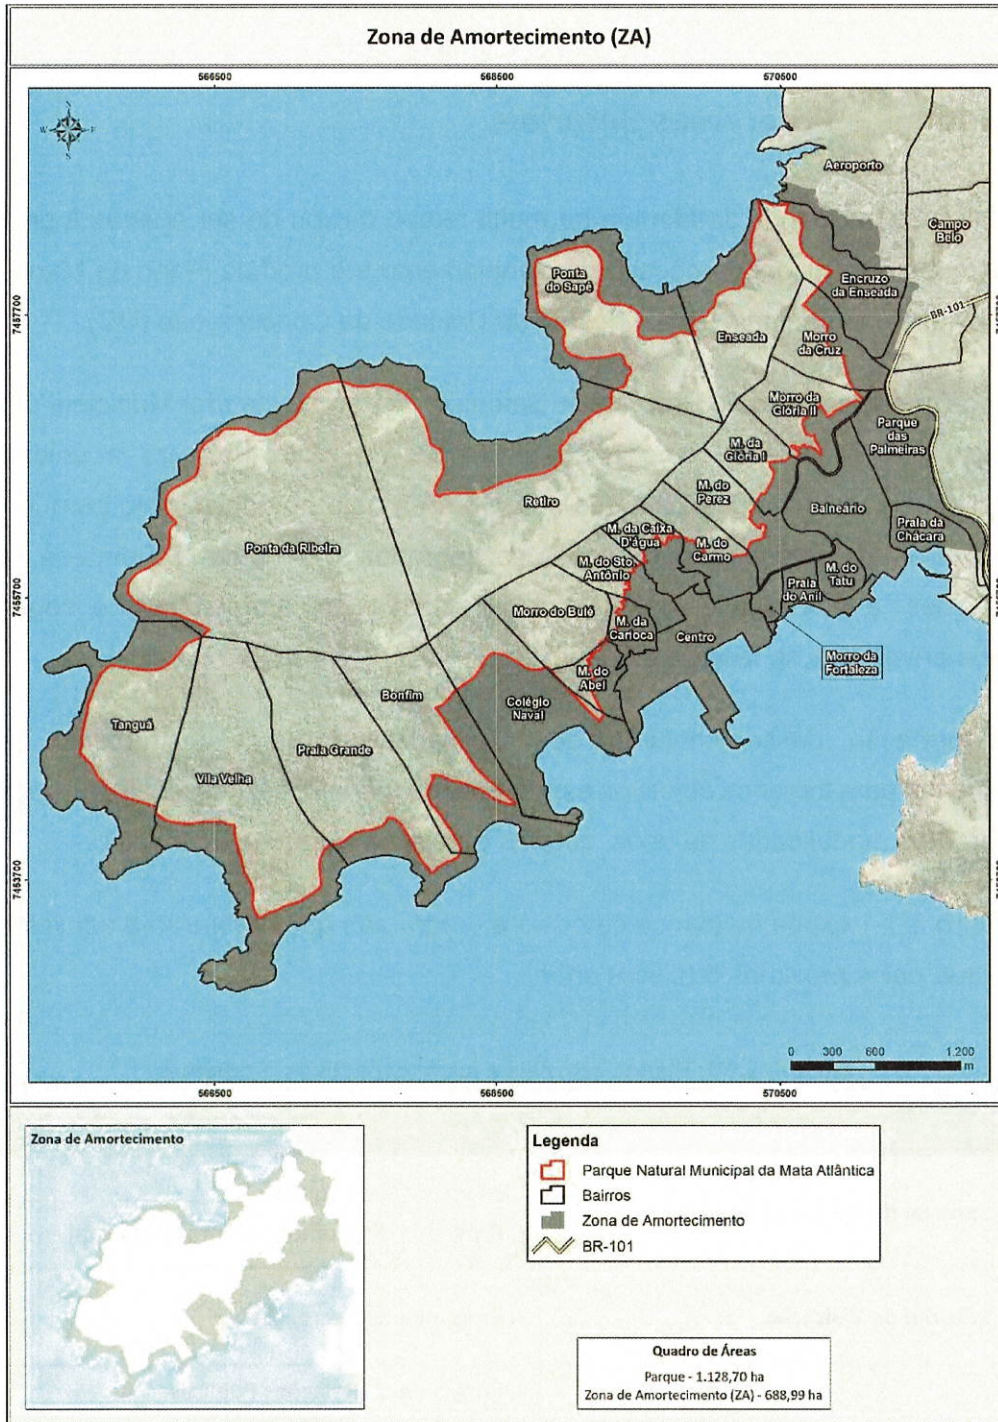 Zona de Amortecimento (ZA)
566500
568500
570500
N
W
S
Aeroporto
Campo
Belo
Ponta
do Sapê
Encruzo
da Enseada
7457700
BR-101
Enseada
Morro
da Cruz
Morro da
Glória II
Parque
das
Palmeiras
M. da
Glória I
M. do
Perez
Retiro
Balneário
Praia da
Chácara
M. da Caixa
D'água
M. do
Carmo
Ponta da Ribeira
M. do Sto.
Antônio
M. do
Tatu
Praia
do Anil
7455700
Morro do Bulé
M. da
Carioca
Centro
Morro da
Fortaleza
M. do
Abel
Bonfim
Colégio
Naval
Tanguá
Praia Grande
Vila Velha
7453700
0 300 600 1.200
m
566500
568500
570500
Zona de Amortecimento
Legenda
Parque Natural Municipal da Mata Atlântica
Bairros
Zona de Amortecimento
BR-101
Quadro de Áreas
Parque - 1.128,70 ha
Zona de Amortecimento (ZA) - 688,99 ha